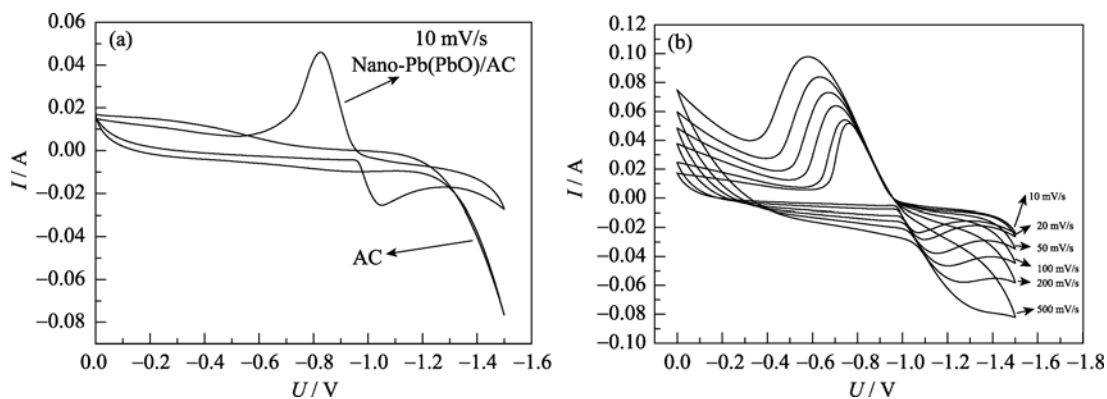 (a)
10 mV/s
Nano-Pb(PbO)/AC
AC
0.06
0.04
0.02
0.00
−0.02
−0.04
−0.06
−0.08
I / A
0.0 −0.2 −0.4 −0.6 −0.8 −1.0 −1.2 −1.4 −1.6
U / V
(b)
0.12
0.10
0.08
0.06
0.04
0.02
0.00
−0.02
−0.04
−0.06
−0.08
0.10
I / A
10 mV/s
20 mV/s
50 mV/s
100 mV/s
200 mV/s
500 mV/s
0.0 −0.2 −0.4 −0.6 −0.8 −1.0 −1.2 −1.4 −1.6 −1.8
U / V